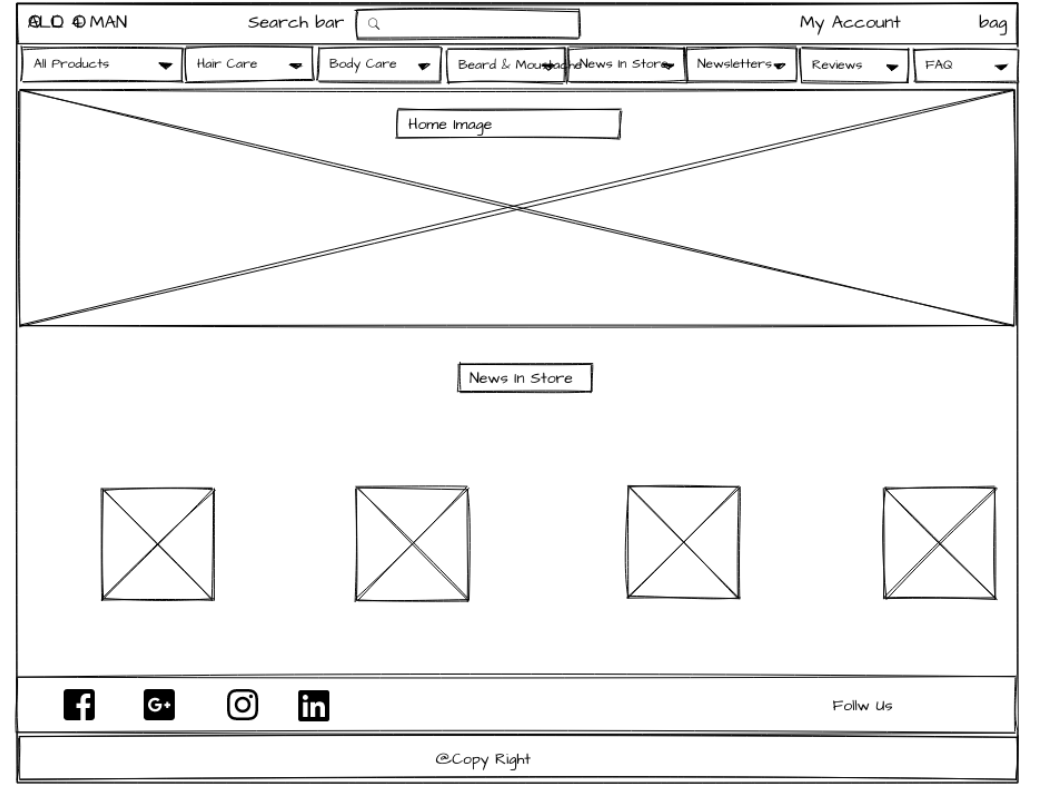 MAN
Search bar
My Account
bag
All Products
Hair Care
Body Care
Beard & Moustache
News In Store
Newsletters
Reviews
FAQ
Home Image
News In Store
Follw Us
@Copy Right